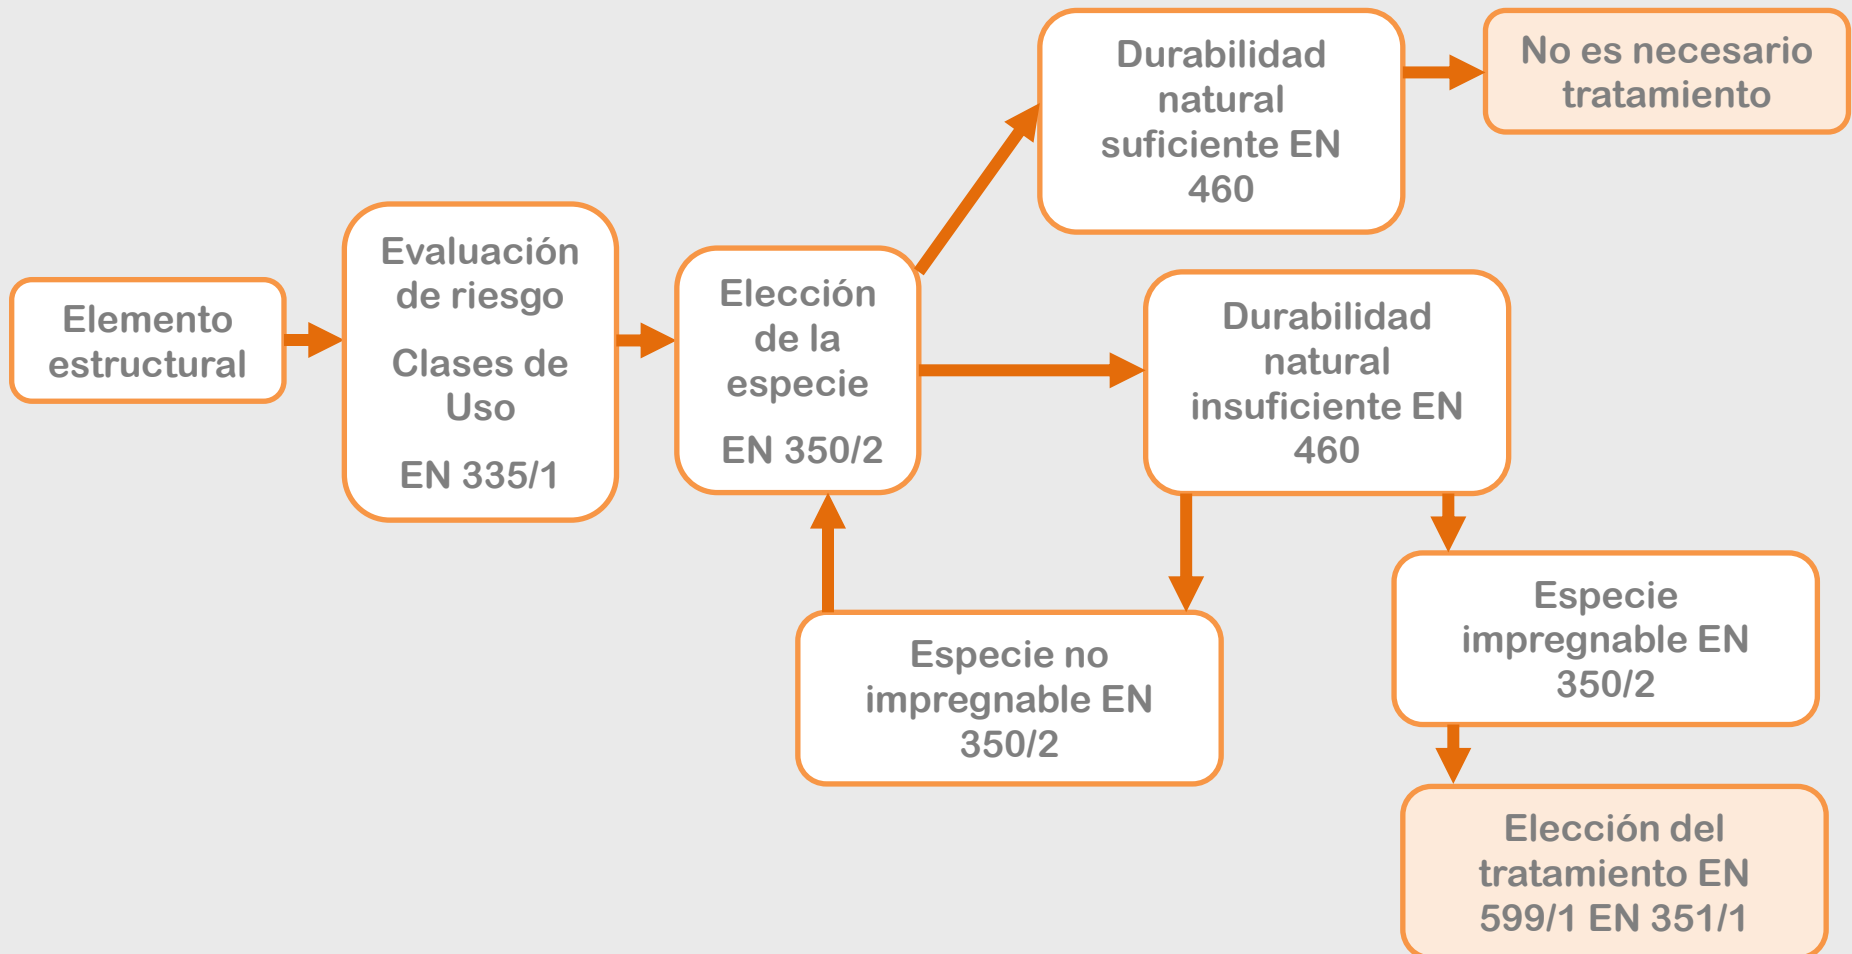 Elemento
estructural
Evaluación
de riesgo
Clases de
Uso
EN 335/1
Elección
de la
especie
EN 350/2
Durabilidad
natural
suficiente EN
460
No es necesario
tratamiento
Durabilidad
natural
insuficiente EN
460
Especie no
impregnable EN
350/2
Especie
impregnable EN
350/2
Elección del
tratamiento EN
599/1 EN 351/1